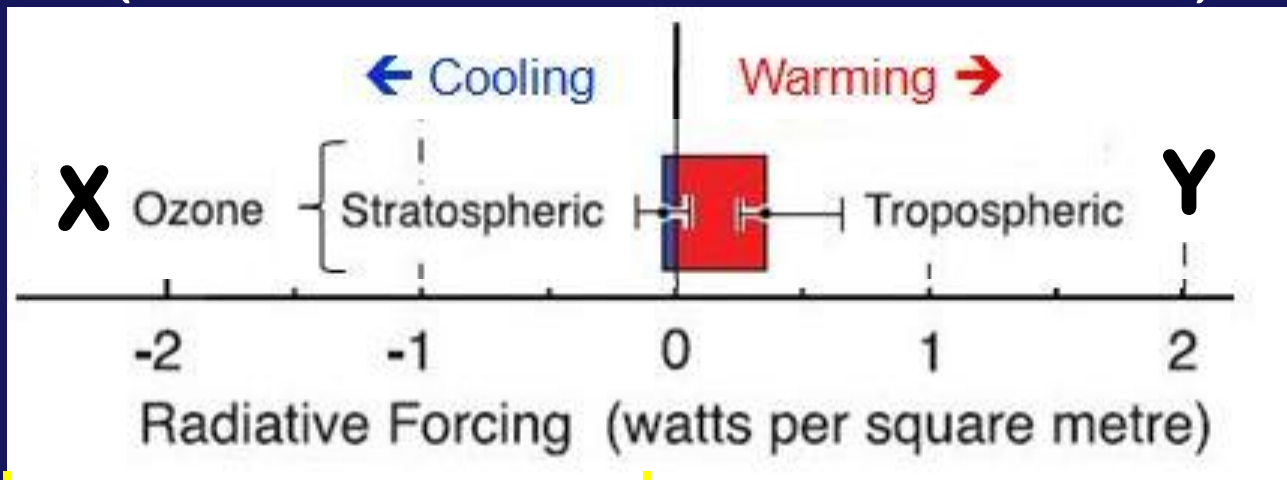 ← Cooling Warming →
X Ozone Stratospheric Tropospheric Y
-2 -1 0 1 2
Radiative Forcing (watts per square metre)